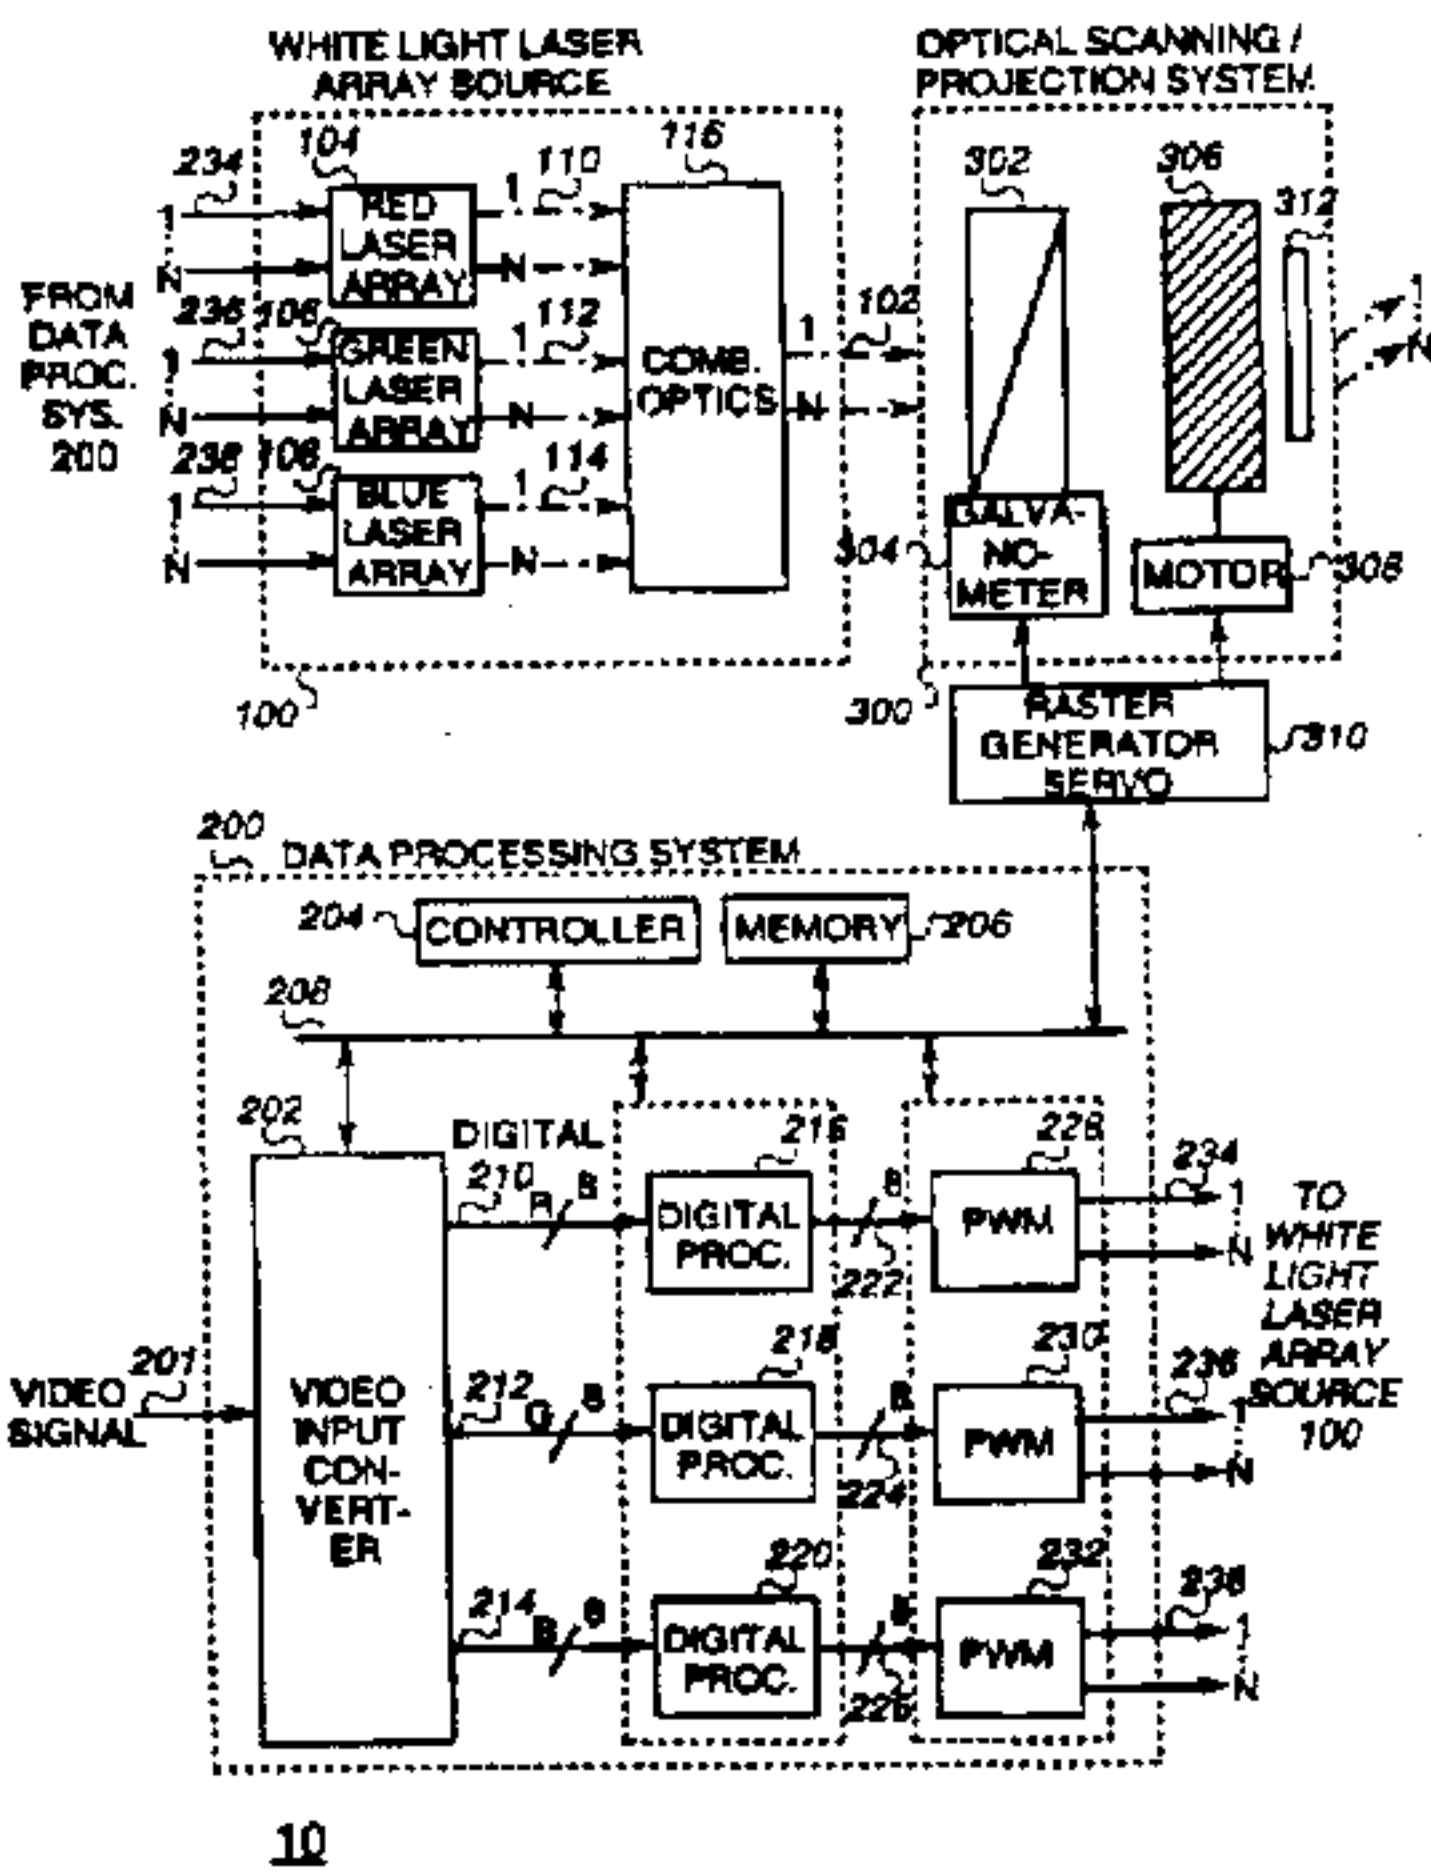 WHITE LIGHT LASER
ARRAY SOURCE
OPTICAL SCANNING /
PROJECTION SYSTEM
234
104
110
116
302
306
312
1
N
RED
LASER
ARRAY
1
N
FROM
DATA
PROC.
SYS.
200
236
106
1
N
GREEN
LASER
ARRAY
1
N
112
COMB.
OPTICS
1
N
102
1
N
238
108
1
N
BLUE
LASER
ARRAY
1
N
114
304
GALVA-
NO-
METER
MOTOR
308
100
300
RASTER
GENERATOR
SERVO
310
200
DATA PROCESSING SYSTEM
204
CONTROLLER
MEMORY
206
208
202
DIGITAL
210
R
8
216
DIGITAL
PROC.
8
222
228
PWM
234
1
N
TO
WHITE
LIGHT
LASER
ARRAY
SOURCE
100
VIDEO
SIGNAL
201
VIDEO
INPUT
CON-
VERT-
ER
212
G
8
218
DIGITAL
PROC.
8
224
230
PWM
236
1
N
214
B
8
220
DIGITAL
PROC.
8
226
232
PWM
238
1
N
10